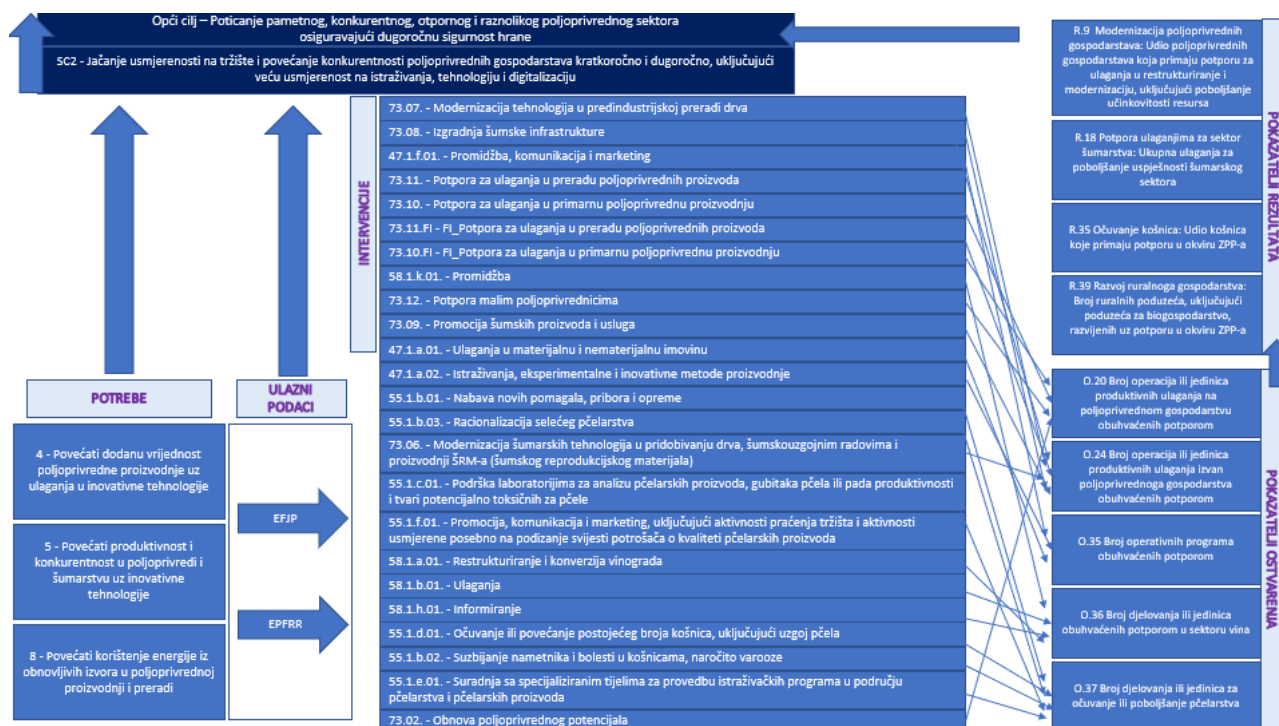 Opći cilj – Poticanje pametnog, konkurentnog, otpornog i raznolikog poljoprivrednog sektora
osiguravajući dugoročnu sigurnost hrane
SC2 - Jačanje usmjerenosti na tržište i povećanje konkurentnosti poljoprivrednih gospodarstava kratkoročno i dugoročno, uključujući
veću usmjerenost na istraživanja, tehnologiju i digitalizaciju
POTREBE
4 - Povećati dodanu vrijednost
poljoprivredne proizvodnje uz
ulaganja u inovativne tehnologije
5 - Povećati produktivnost i
konkurentnost u poljoprivredi i
šumarstvu uz inovativne
tehnologije
8 - Povećati korištenje energije iz
obnovljivih izvora u poljoprivrednoj
proizvodnji i preradi
ULAZNI
PODACI
EFJP
EPFRR
INTERVENCIJE
73.07. - Modernizacija tehnologija u predindustrijskoj preradi drva
73.08. - Izgradnja šumske infrastrukture
47.1.f.01. - Promidžba, komunikacija i marketing
73.11. - Potpora za ulaganja u preradu poljoprivrednih proizvoda
73.10. - Potpora za ulaganja u primarnu poljoprivrednu proizvodnju
73.11.FI - FI_Potpora za ulaganja u preradu poljoprivrednih proizvoda
73.10.FI - FI_Potpora za ulaganja u primarnu poljoprivrednu proizvodnju
58.1.k.01. - Promidžba
73.12. - Potpora malim poljoprivrednicima
73.09. - Promocija šumskih proizvoda i usluga
47.1.a.01. - Ulaganja u materijalnu i nematerijalnu imovinu
47.1.a.02. - Istraživanja, eksperimentalne i inovativne metode proizvodnje
55.1.b.01. - Nabava novih pomagala, pribora i opreme
55.1.b.03. - Racionalizacija selećeg pčelarstva
73.06. - Modernizacija šumarskih tehnologija u pridobivanju drva, šumskouzgojnim radovima i
proizvodnji ŠRM-a (šumskog reprodukcijskog materijala)
55.1.c.01. - Podrška laboratorijima za analizu pčelarskih proizvoda, gubitaka pčela ili pada produktivnosti
i tvari potencijalno toksičnih za pčele
55.1.f.01. - Promocija, komunikacija i marketing, uključujući aktivnosti praćenja tržišta i aktivnosti
usmjerene posebno na podizanje svijesti potrošača o kvaliteti pčelarskih proizvoda
58.1.a.01. - Restrukturiranje i konverzija vinograda
58.1.b.01. - Ulaganja
58.1.h.01. - Informiranje
55.1.d.01. - Očuvanje ili povećanje postojećeg broja košnica, uključujući uzgoj pčela
55.1.b.02. - Suzbijanje nametnika i bolesti u košnicama, naročito varooze
55.1.e.01. - Suradnja sa specijaliziranim tijelima za provedbu istraživačkih programa u području
pčelarstva i pčelarskih proizvoda
73.02. - Obnova poljoprivrednog potencijala
R.9 Modernizacija poljoprivrednih
gospodarstava: Udio poljoprivrednih
gospodarstava koja primaju potporu za
ulaganja u restrukturiranje i
modernizaciju, uključujući poboljšanje
učinkovitosti resursa
R.18 Potpora ulaganjima za sektor
šumarstva: Ukupna ulaganja za
poboljšanje uspješnosti šumarskog
sektora
R.35 Očuvanje košnica: Udio košnica
koje primaju potporu u okviru ZPP-a
R.39 Razvoj ruralnoga gospodarstva:
Broj ruralnih poduzeća, uključujući
poduzeća za biogospodarstvo,
razvijenih uz potporu u okviru ZPP-a
POKAZATELJI REZULTATA
O.20 Broj operacija ili jedinica
produktivnih ulaganja na
poljoprivrednom gospodarstvu
obuhvaćenih potporom
O.24 Broj operacija ili jedinica
produktivnih ulaganja izvan
poljoprivrednoga gospodarstva
obuhvaćenih potporom
O.35 Broj operativnih programa
obuhvaćenih potporom
O.36 Broj djelovanja ili jedinica
obuhvaćenih potporom u sektoru vina
O.37 Broj djelovanja ili jedinica za
očuvanje ili poboljšanje pčelarstva
POKAZATELJI OSTVARENJA